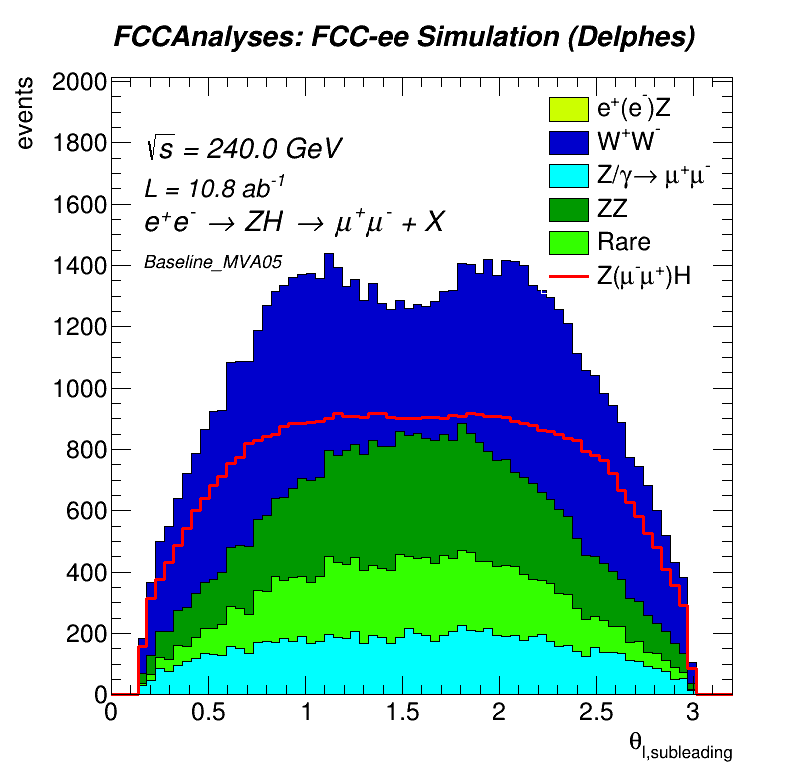 FCCAnalyses: FCC-ee Simulation (Delphes)
events
2000
1800
1600
1400
1200
1000
800
600
400
200
0
√s = 240.0 GeV
L = 10.8 ab⁻¹
e⁺e⁻ → ZH → μ⁺μ⁻ + X
Baseline_MVA05
e⁺(e⁻)Z
W⁺W⁻
Z/γ→ μ⁺μ⁻
ZZ
Rare
Z(μ⁻μ⁺)H
0 0.5 1 1.5 2 2.5 3
θl,subleading